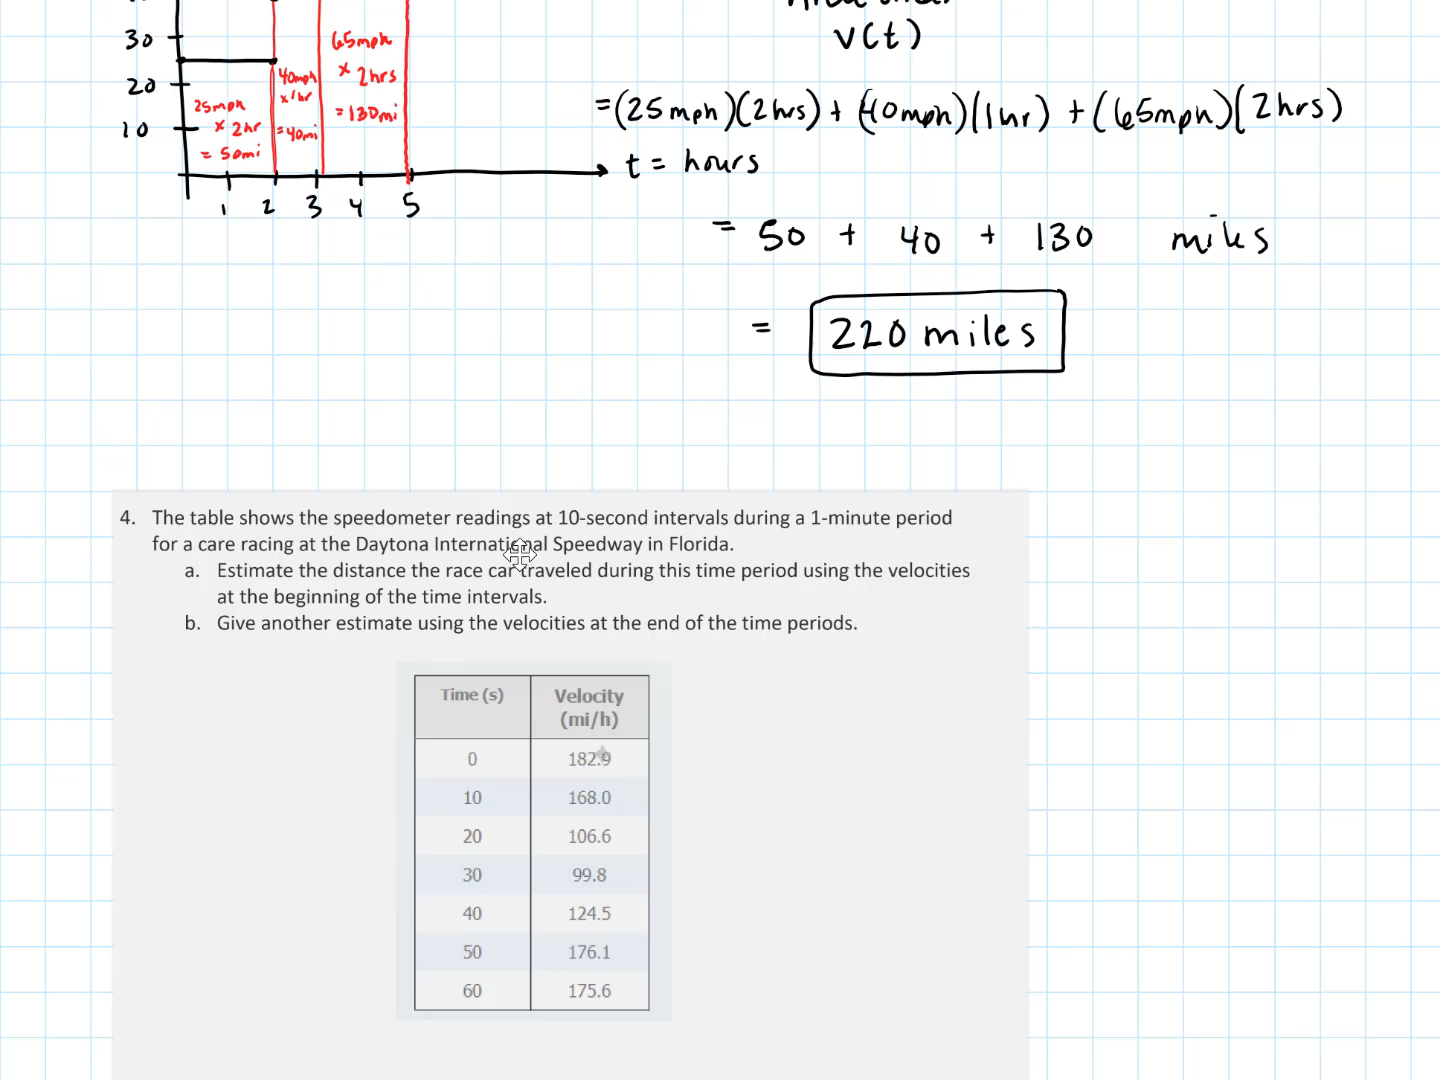 v(t)
30
20
10
25mph
x 2hr
= 50mi
40mph
x 1hr
= 40mi
65mph
x 2hrs
= 130mi
1 2 3 4 5
t = hours
= (25mph)(2hrs) + (40mph)(1hr) + (65mph)(2hrs)
= 50 + 40 + 130 miles
= 220 miles
4. The table shows the speedometer readings at 10-second intervals during a 1-minute period
for a care racing at the Daytona International Speedway in Florida.
a. Estimate the distance the race car traveled during this time period using the velocities
at the beginning of the time intervals.
b. Give another estimate using the velocities at the end of the time periods.
Time (s) Velocity
(mi/h)
0 182.9
10 168.0
20 106.6
30 99.8
40 124.5
50 176.1
60 175.6